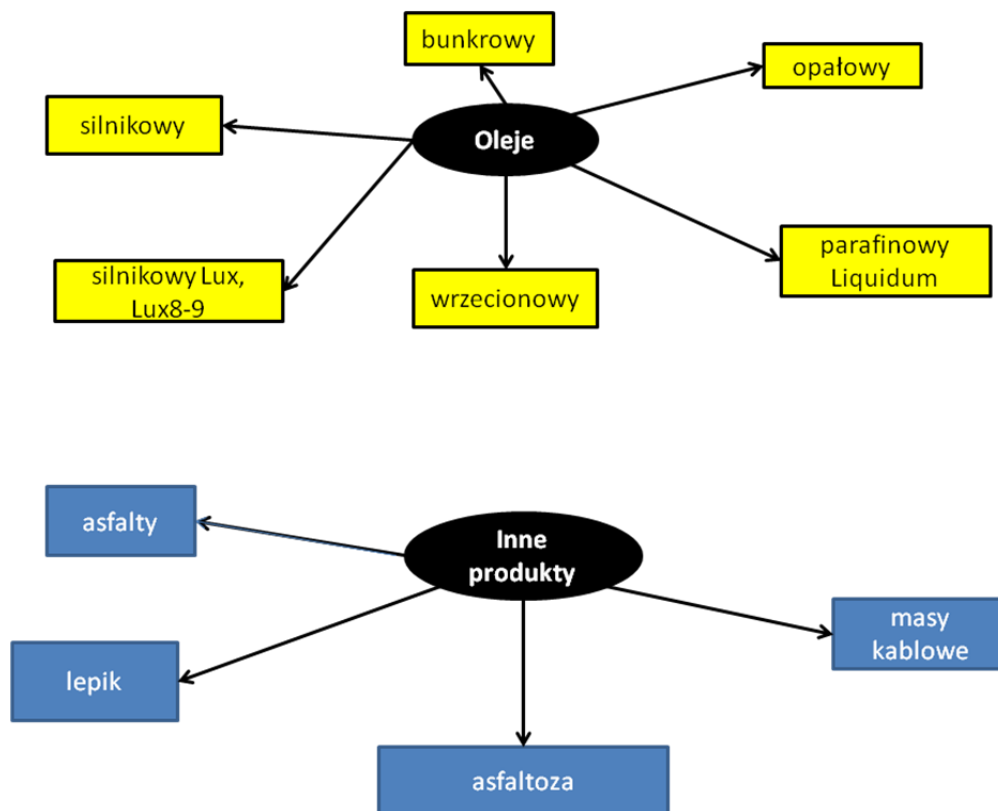 bunkrowy
opałowy
silnikowy
Oleje
silnikowy Lux,
Lux8-9
wrzecionowy
parafinowy
Liquidum
asfalty
Inne
produkty
masy
kablowe
lepik
asfaltoza